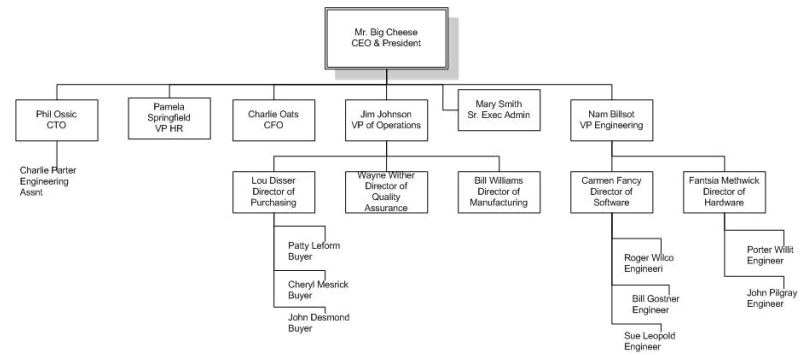 Mr. Big Cheese
CEO & President
Phil Ossic
CTO
Pamela
Springfield
VP HR
Charlie Oats
CFO
Jim Johnson
VP of Operations
Mary Smith
Sr. Exec Admin
Nam Billsot
VP Engineering
Charlie Parter
Engineering
Assnt
Lou Disser
Director of
Purchasing
Wayne Wither
Director of
Quality
Assurance
Bill Williams
Director of
Manufacturing
Carmen Fancy
Director of
Software
Fantsia Methwick
Director of
Hardware
Patty Leform
Buyer
Cheryl Mesrick
Buyer
John Desmond
Buyer
Roger Wilco
Engineeri
Bill Gostner
Engineer
Sue Leopold
Engineer
Porter Willit
Engineer
John Pilgray
Engineer